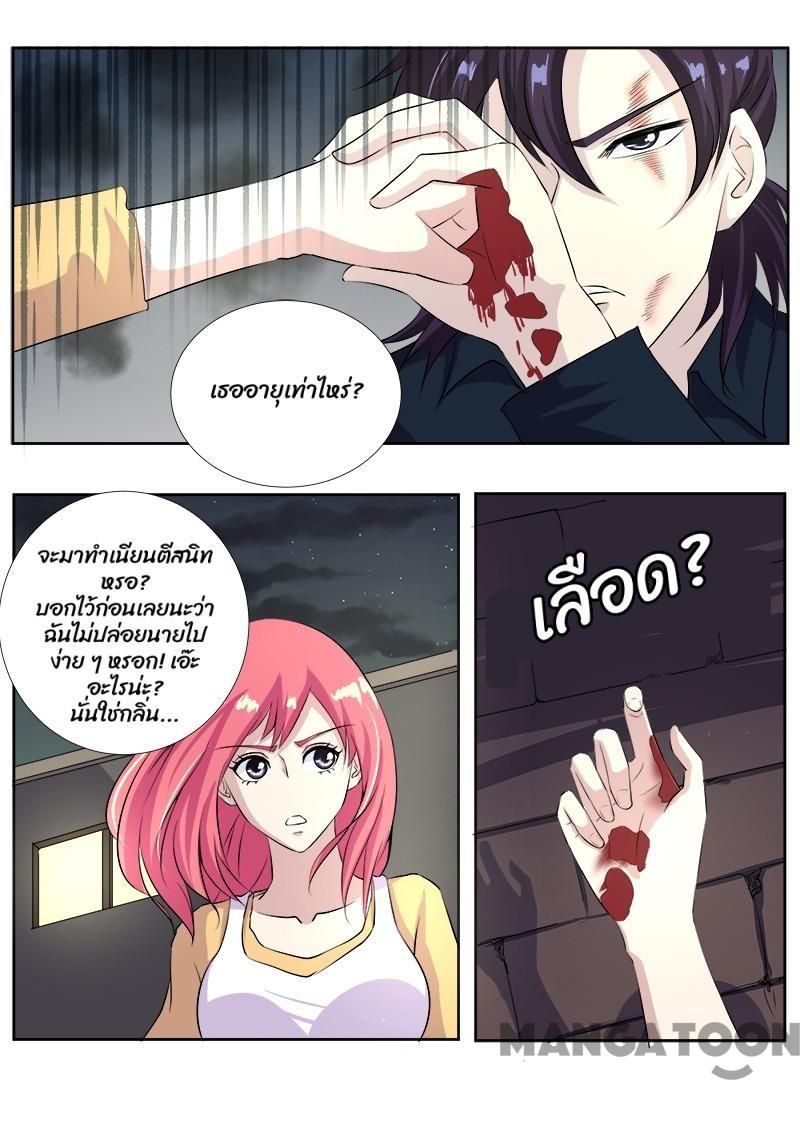 เธออายุเท่าไหร่?
จะมาทำเนียนตีสนิท
หรอ?
บอกไว้ก่อนเลยนะว่า
ฉันไม่ปล่อยนายไป
ง่าย ๆ หรอก! เอ๊ะ
อะไรน่ะ?
นั่นใช่กลิ่น...
เลือด?
MANGATOON